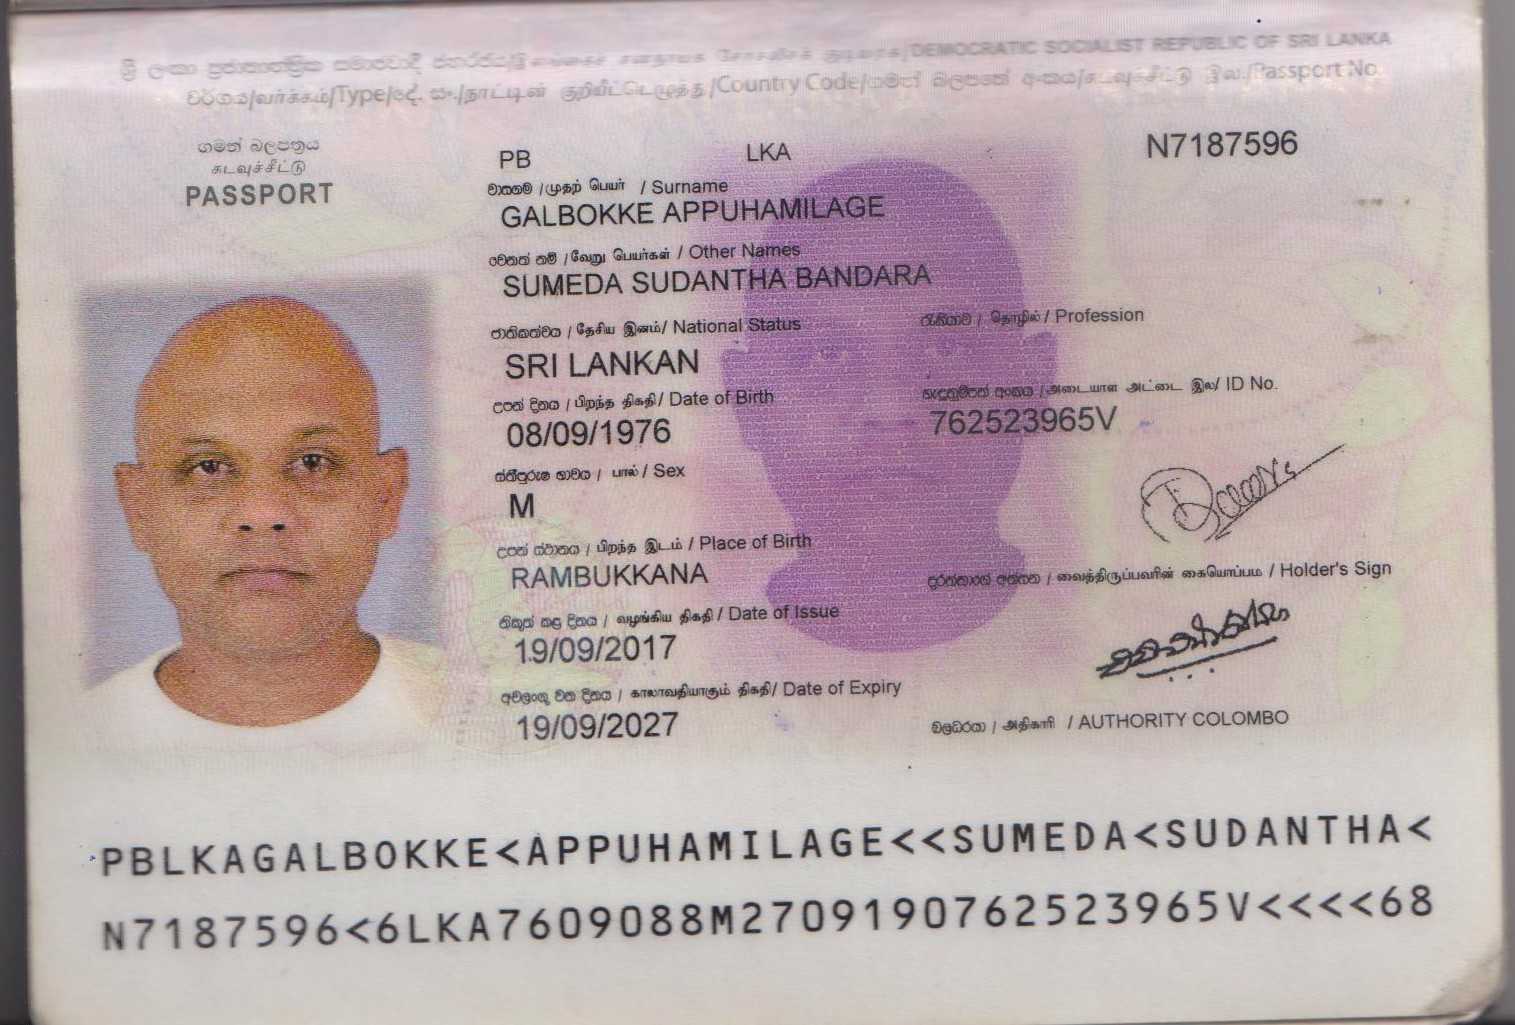 ශ්‍රී ලංකා ප්‍රජාතාන්ත්‍රික සමාජවාදී ජනරජය/இலங்கைச் சனநாயக சோசலிசக் குடியரசு/DEMOCRATIC SOCIALIST REPUBLIC OF SRI LANKA
වර්ගය/வர்க்கம்/Type/දේ. සං./நாட்டின் குறியீட்டெழுத்து/Country Code/ගමන් බලපත් අංකය/கடவுச்சீட்டு இல./Passport No.
ගමන් බලපත්‍රය
கடவுச்சீட்டு
PASSPORT
PB LKA N7187596
වාසගම /முதற் பெயர் / Surname
GALBOKKE APPUHAMILAGE
වෙනත් නම් /வேறு பெயர்கள் / Other Names
SUMEDA SUDANTHA BANDARA
ජාතිකත්වය / தேசிய இனம்/ National Status
SRI LANKAN
රැකියාව / தொழில் / Profession
උපන් දිනය / பிறந்த திகதி/ Date of Birth
08/09/1976
හැඳුනුම්පත් අංකය /அடையாள அட்டை இல/ ID No.
762523965V
ස්ත්‍රීපුරුෂ භාවය / பால் / Sex
M
උපන් ස්ථානය / பிறந்த இடம் / Place of Birth
RAMBUKKANA
දරන්නාගේ අත්සන / வைத்திருப்பவரின் கையொப்பம் / Holder's Sign
නිකුත් කළ දිනය / வழங்கிய திகதி / Date of Issue
19/09/2017
අවලංගු වන දිනය / காலாவதியாகும் திகதி/ Date of Expiry
19/09/2027
බලධරයා / அதிகாரி / AUTHORITY COLOMBO
PBLKAGALBOKKE<APPUHAMILAGE<<SUMEDA<SUDANTHA<
N7187596<6LKA7609088M2709190762523965V<<<<68